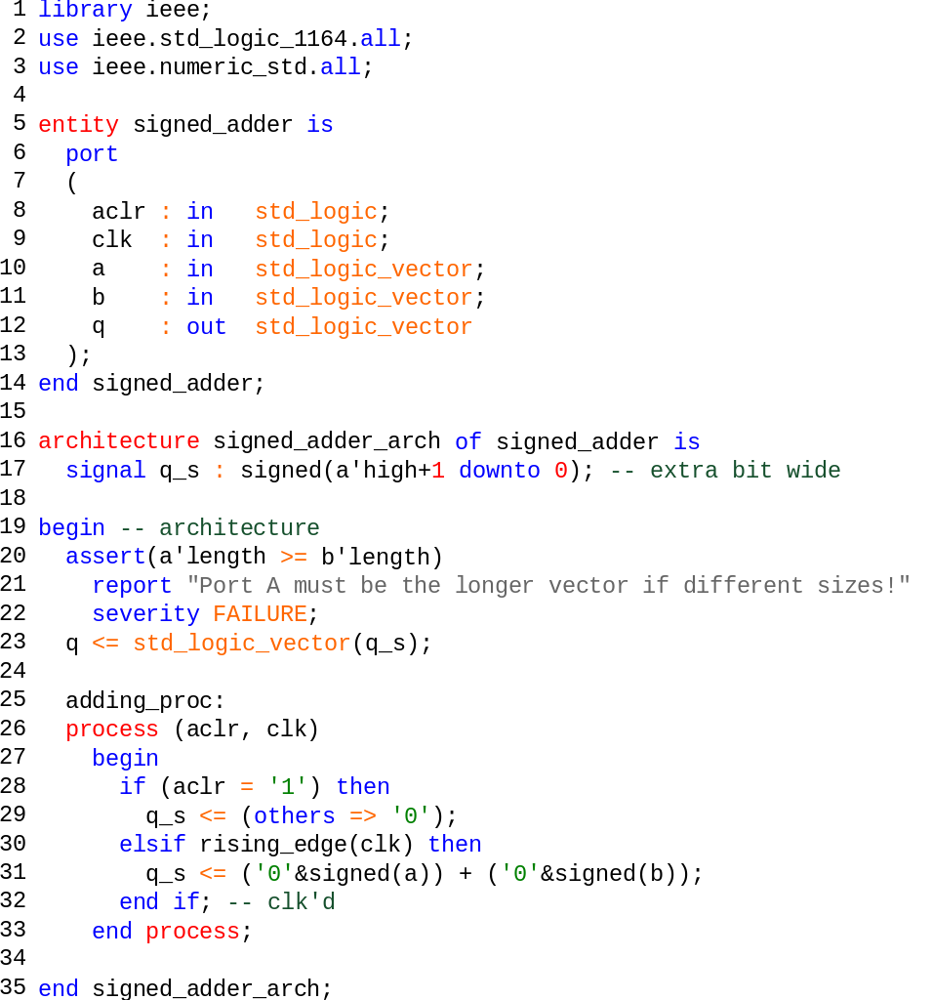 1 library ieee;
2 use ieee.std_logic_1164.all;
3 use ieee.numeric_std.all;
4
5 entity signed_adder is
6   port
7   (
8     aclr : in   std_logic;
9     clk  : in   std_logic;
10     a    : in   std_logic_vector;
11     b    : in   std_logic_vector;
12     q    : out  std_logic_vector
13   );
14 end signed_adder;
15
16 architecture signed_adder_arch of signed_adder is
17   signal q_s : signed(a'high+1 downto 0); -- extra bit wide
18
19 begin -- architecture
20   assert(a'length >= b'length)
21     report "Port A must be the longer vector if different sizes!"
22     severity FAILURE;
23   q <= std_logic_vector(q_s);
24
25   adding_proc:
26   process (aclr, clk)
27     begin
28       if (aclr = '1') then
29         q_s <= (others => '0');
30       elsif rising_edge(clk) then
31         q_s <= ('0'&signed(a)) + ('0'&signed(b));
32       end if; -- clk'd
33     end process;
34
35 end signed_adder_arch;